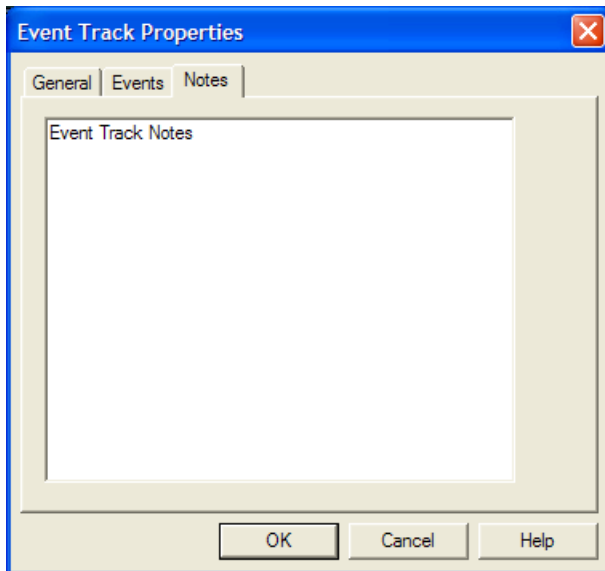 Event Track Properties
General Events Notes
Event Track Notes
OK Cancel Help